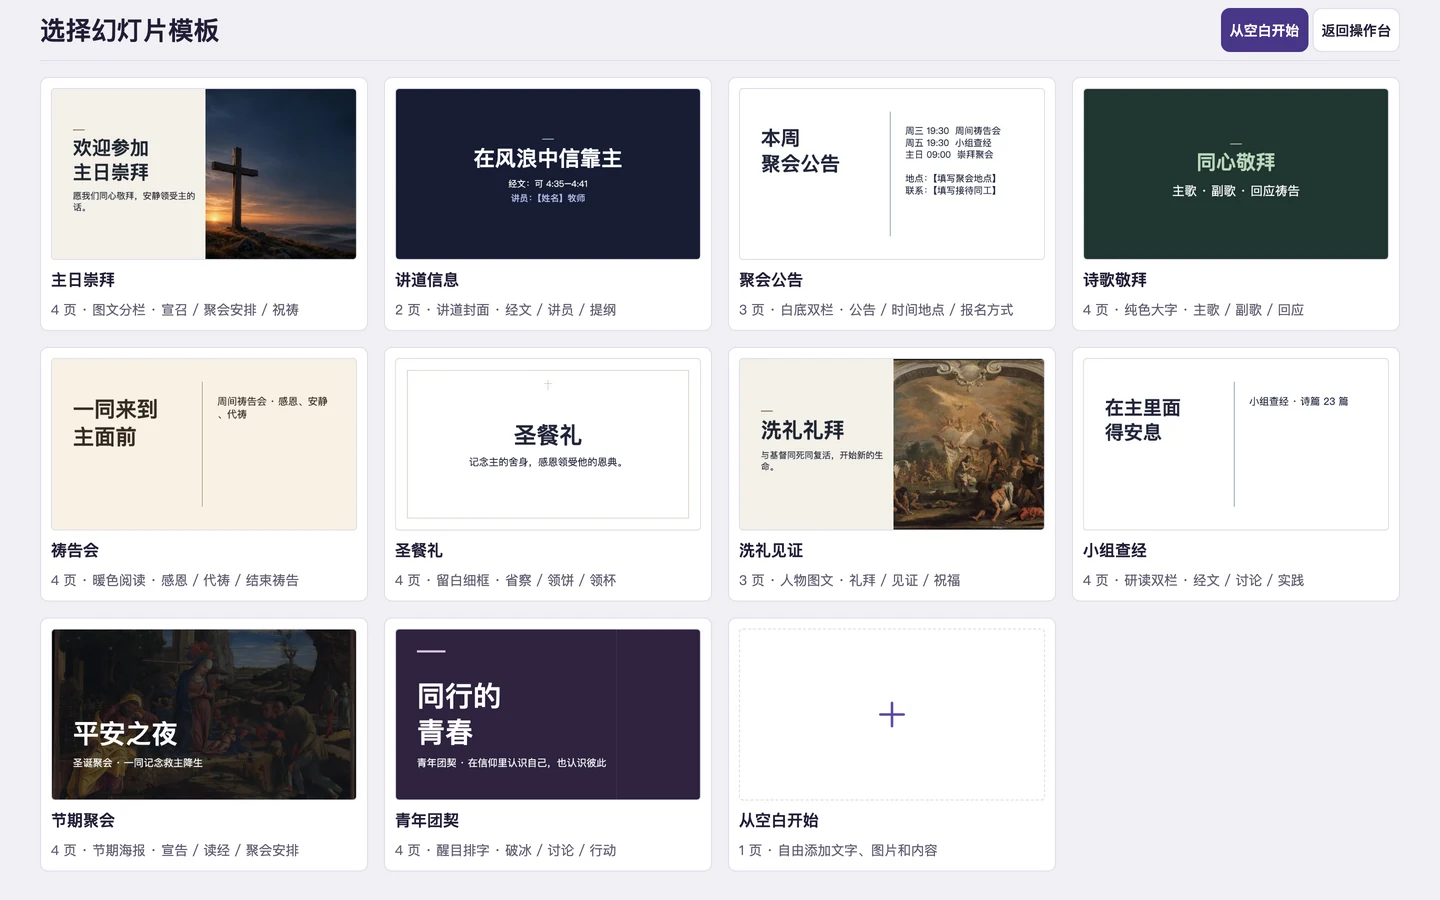 选择幻灯片模板
从空白开始
返回操作台
欢迎参加
主日崇拜
愿我们同心敬拜，安静领受主的
话。
主日崇拜
4 页 · 图文分栏 · 宣召 / 聚会安排 / 祝祷
在风浪中信靠主
经文：可 4:35—4:41
讲员：【姓名】牧师
讲道信息
2 页 · 讲道封面 · 经文 / 讲员 / 提纲
本周
聚会公告
周三 19:30 周间祷告会
周五 19:30 小组查经
主日 09:00 崇拜聚会
地点：【填写聚会地点】
联系：【填写接待同工】
聚会公告
3 页 · 白底双栏 · 公告 / 时间地点 / 报名方式
同心敬拜
主歌 · 副歌 · 回应祷告
诗歌敬拜
4 页 · 纯色大字 · 主歌 / 副歌 / 回应
一同来到
主面前
周间祷告会 · 感恩、安静
、代祷
祷告会
4 页 · 暖色阅读 · 感恩 / 代祷 / 结束祷告
圣餐礼
记念主的舍身，感恩领受他的恩典。
圣餐礼
4 页 · 留白细框 · 省察 / 领饼 / 领杯
洗礼礼拜
与基督同死同复活，开始新的生
命。
洗礼见证
3 页 · 人物图文 · 礼拜 / 见证 / 祝福
在主里面
得安息
小组查经 · 诗篇 23 篇
小组查经
4 页 · 研读双栏 · 经文 / 讨论 / 实践
平安之夜
圣诞聚会 · 一同记念救主降生
节期聚会
4 页 · 节期海报 · 宣告 / 读经 / 聚会安排
同行的
青春
青年团契 · 在信仰里认识自己，也认识彼此
青年团契
4 页 · 醒目排字 · 破冰 / 讨论 / 行动
从空白开始
1 页 · 自由添加文字、图片和内容